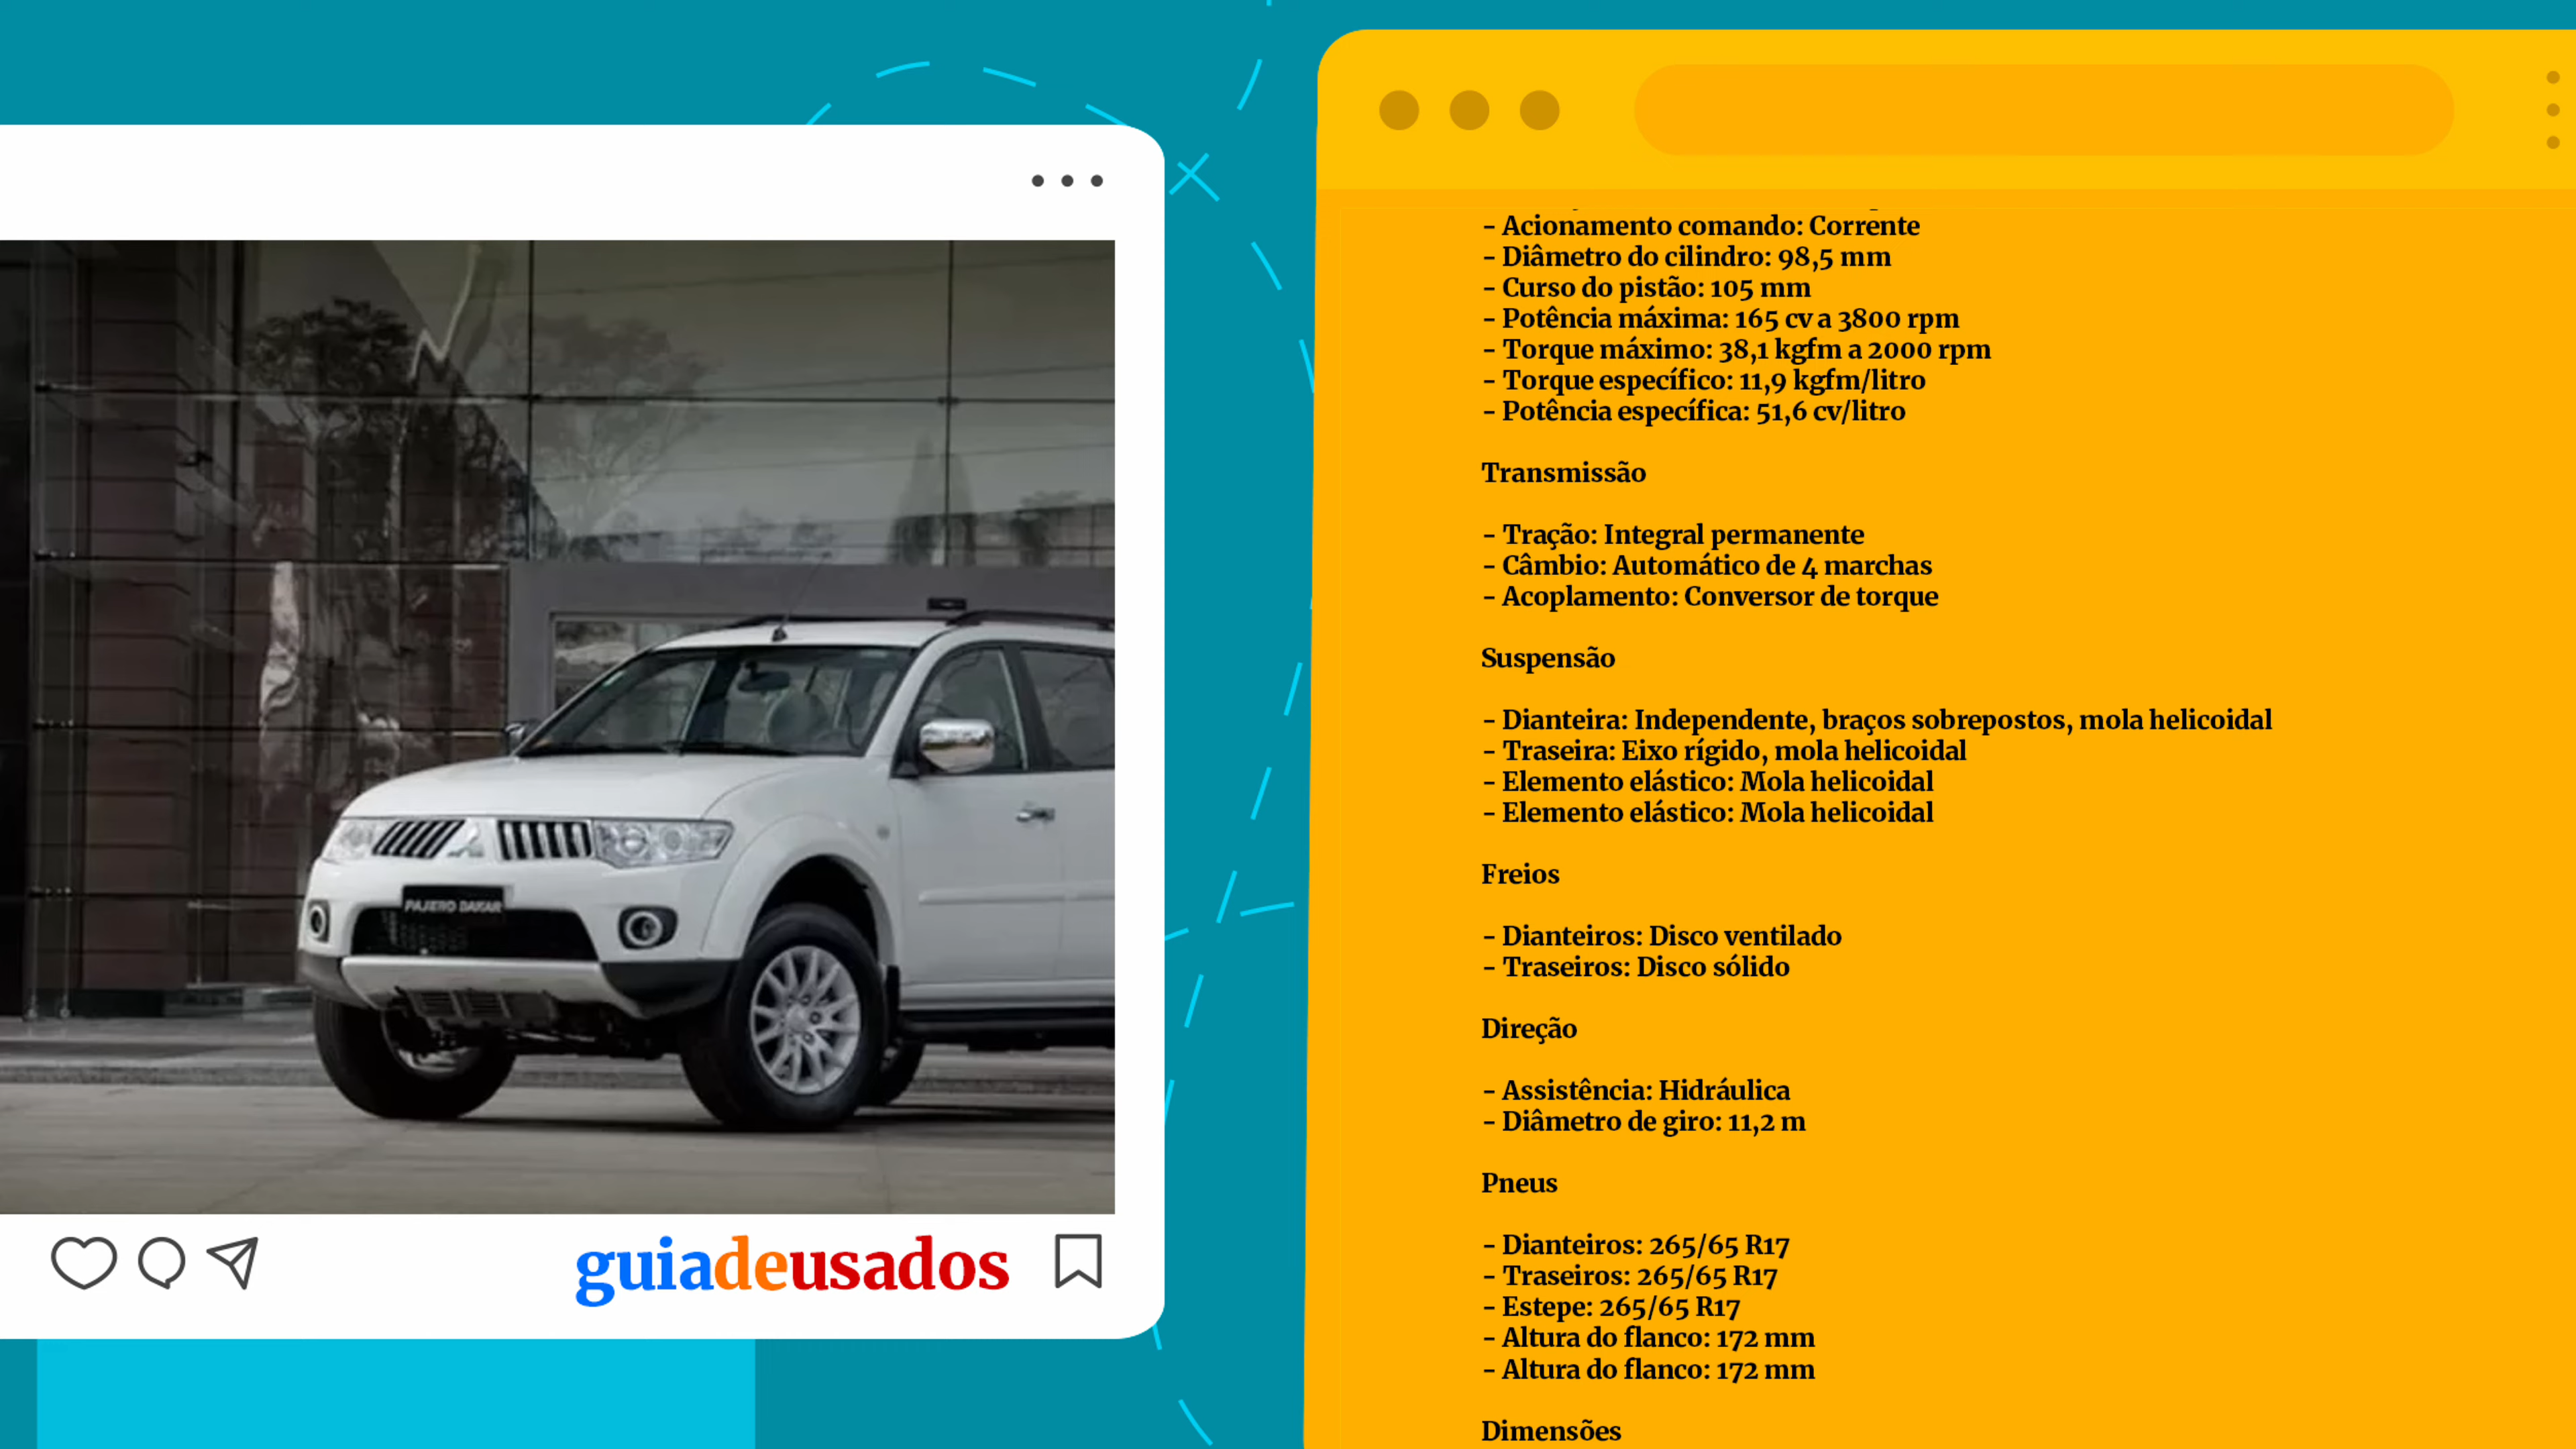 PAJERO DAKAR
guiadeusados
- Acionamento comando: Corrente
- Diâmetro do cilindro: 98,5 mm
- Curso do pistão: 105 mm
- Potência máxima: 165 cv a 3800 rpm
- Torque máximo: 38,1 kgfm a 2000 rpm
- Torque específico: 11,9 kgfm/litro
- Potência específica: 51,6 cv/litro
Transmissão
- Tração: Integral permanente
- Câmbio: Automático de 4 marchas
- Acoplamento: Conversor de torque
Suspensão
- Dianteira: Independente, braços sobrepostos, mola helicoidal
- Traseira: Eixo rígido, mola helicoidal
- Elemento elástico: Mola helicoidal
- Elemento elástico: Mola helicoidal
Freios
- Dianteiros: Disco ventilado
- Traseiros: Disco sólido
Direção
- Assistência: Hidráulica
- Diâmetro de giro: 11,2 m
Pneus
- Dianteiros: 265/65 R17
- Traseiros: 265/65 R17
- Estepe: 265/65 R17
- Altura do flanco: 172 mm
- Altura do flanco: 172 mm
Dimensões